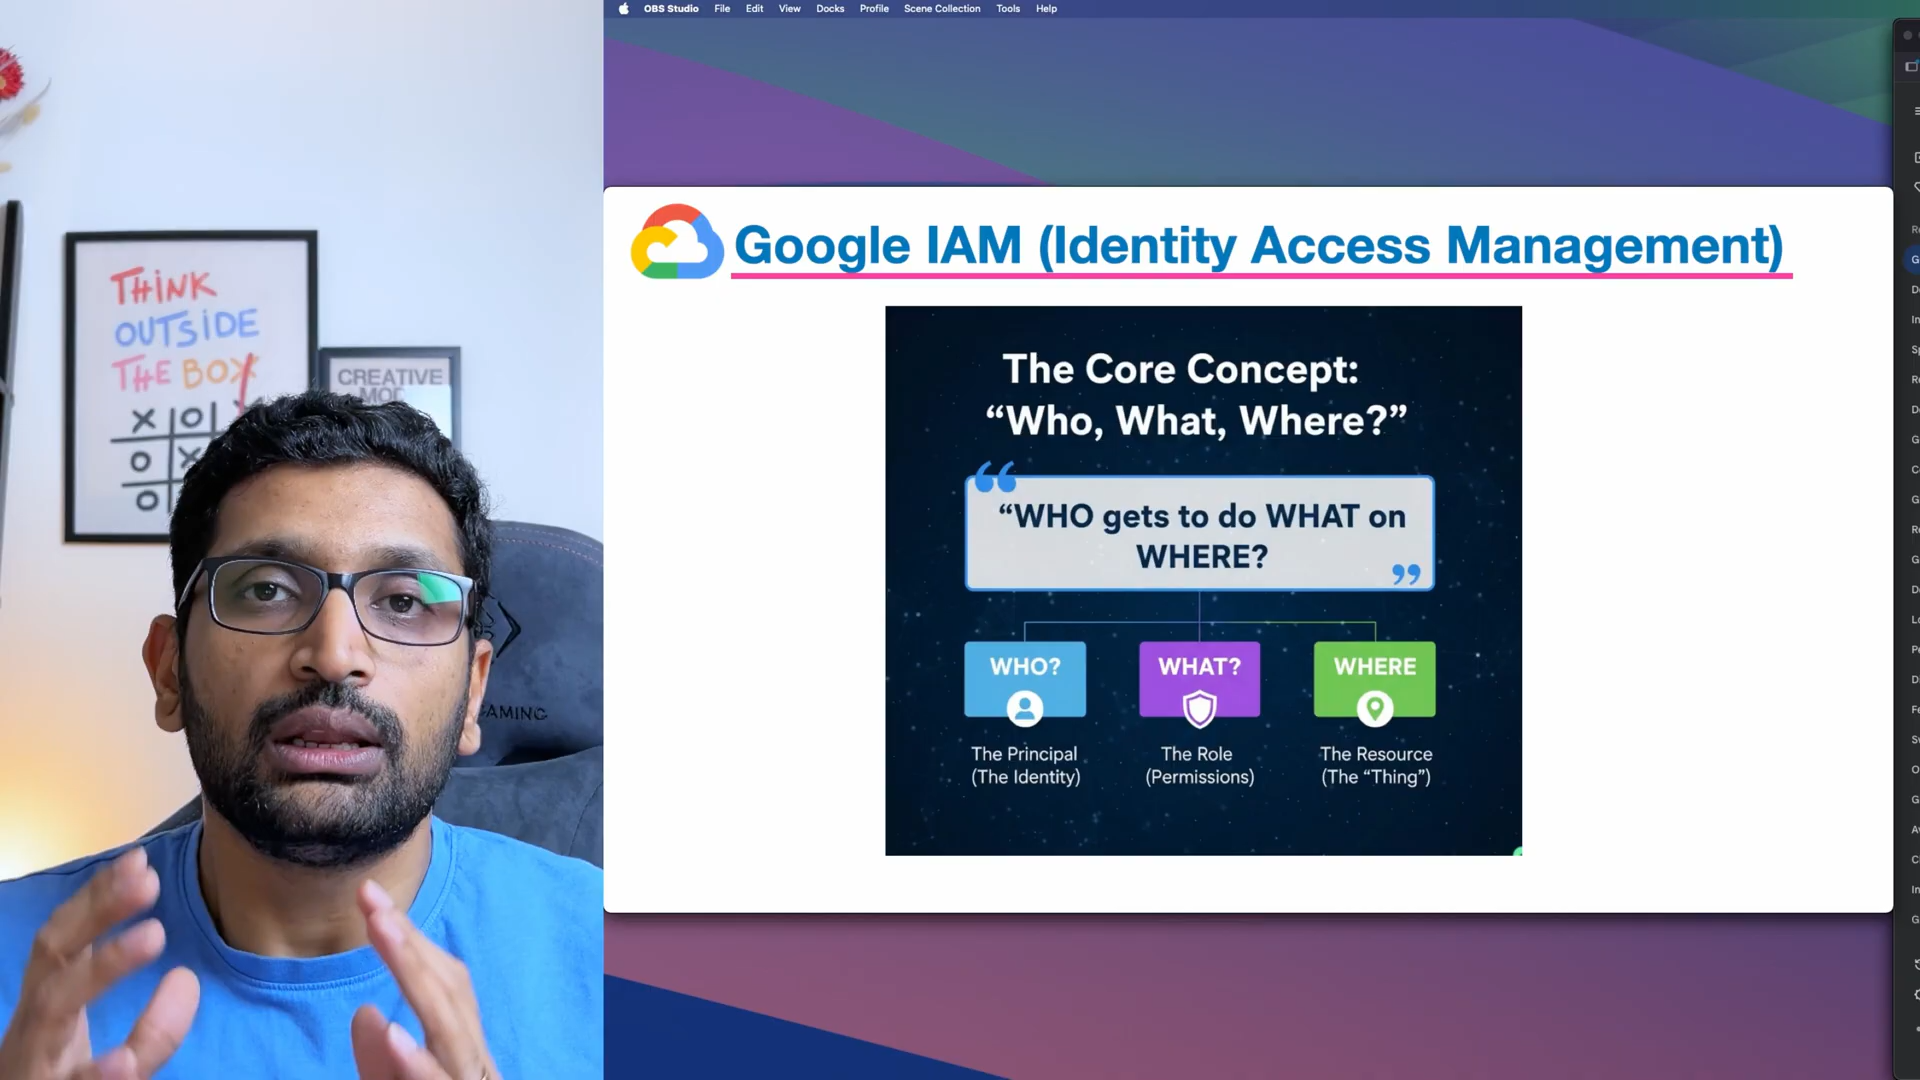 OBS Studio File Edit View Docks Profile Scene Collection Tools Help
THINK
OUTSIDE
THE BOX
X O
O X
O
CREATIVE
GAMING
Google IAM (Identity Access Management)
The Core Concept:
“Who, What, Where?”
“WHO gets to do WHAT on
WHERE?
WHO? WHAT? WHERE
The Principal The Role The Resource
(The Identity) (Permissions) (The “Thing”)